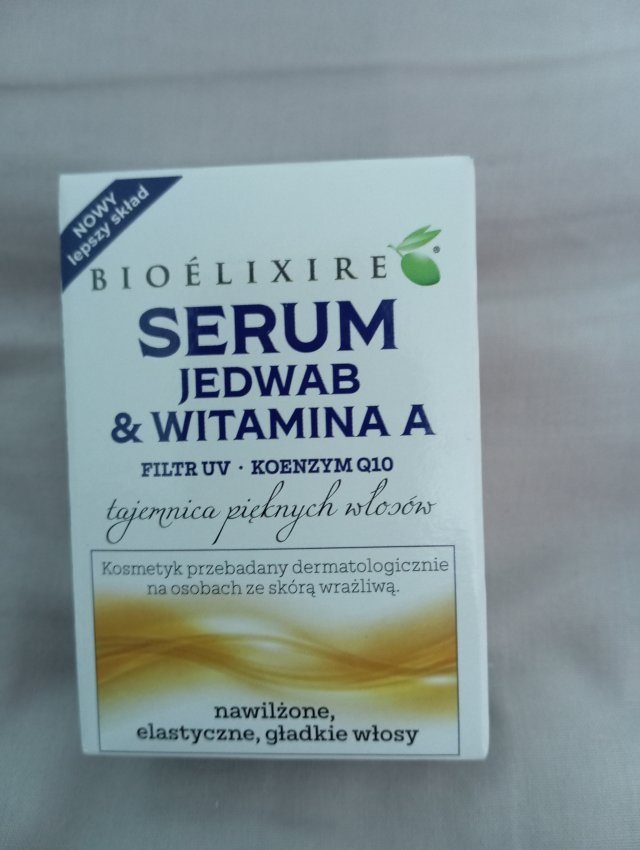 NOWY
lepszy skład
BIOÉLIXIRE®
SERUM
JEDWAB
& WITAMINA A
FILTR UV · KOENZYM Q10
tajemnica pięknych włosów
Kosmetyk przebadany dermatologicznie
na osobach ze skórą wrażliwą.
nawilżone,
elastyczne, gładkie włosy